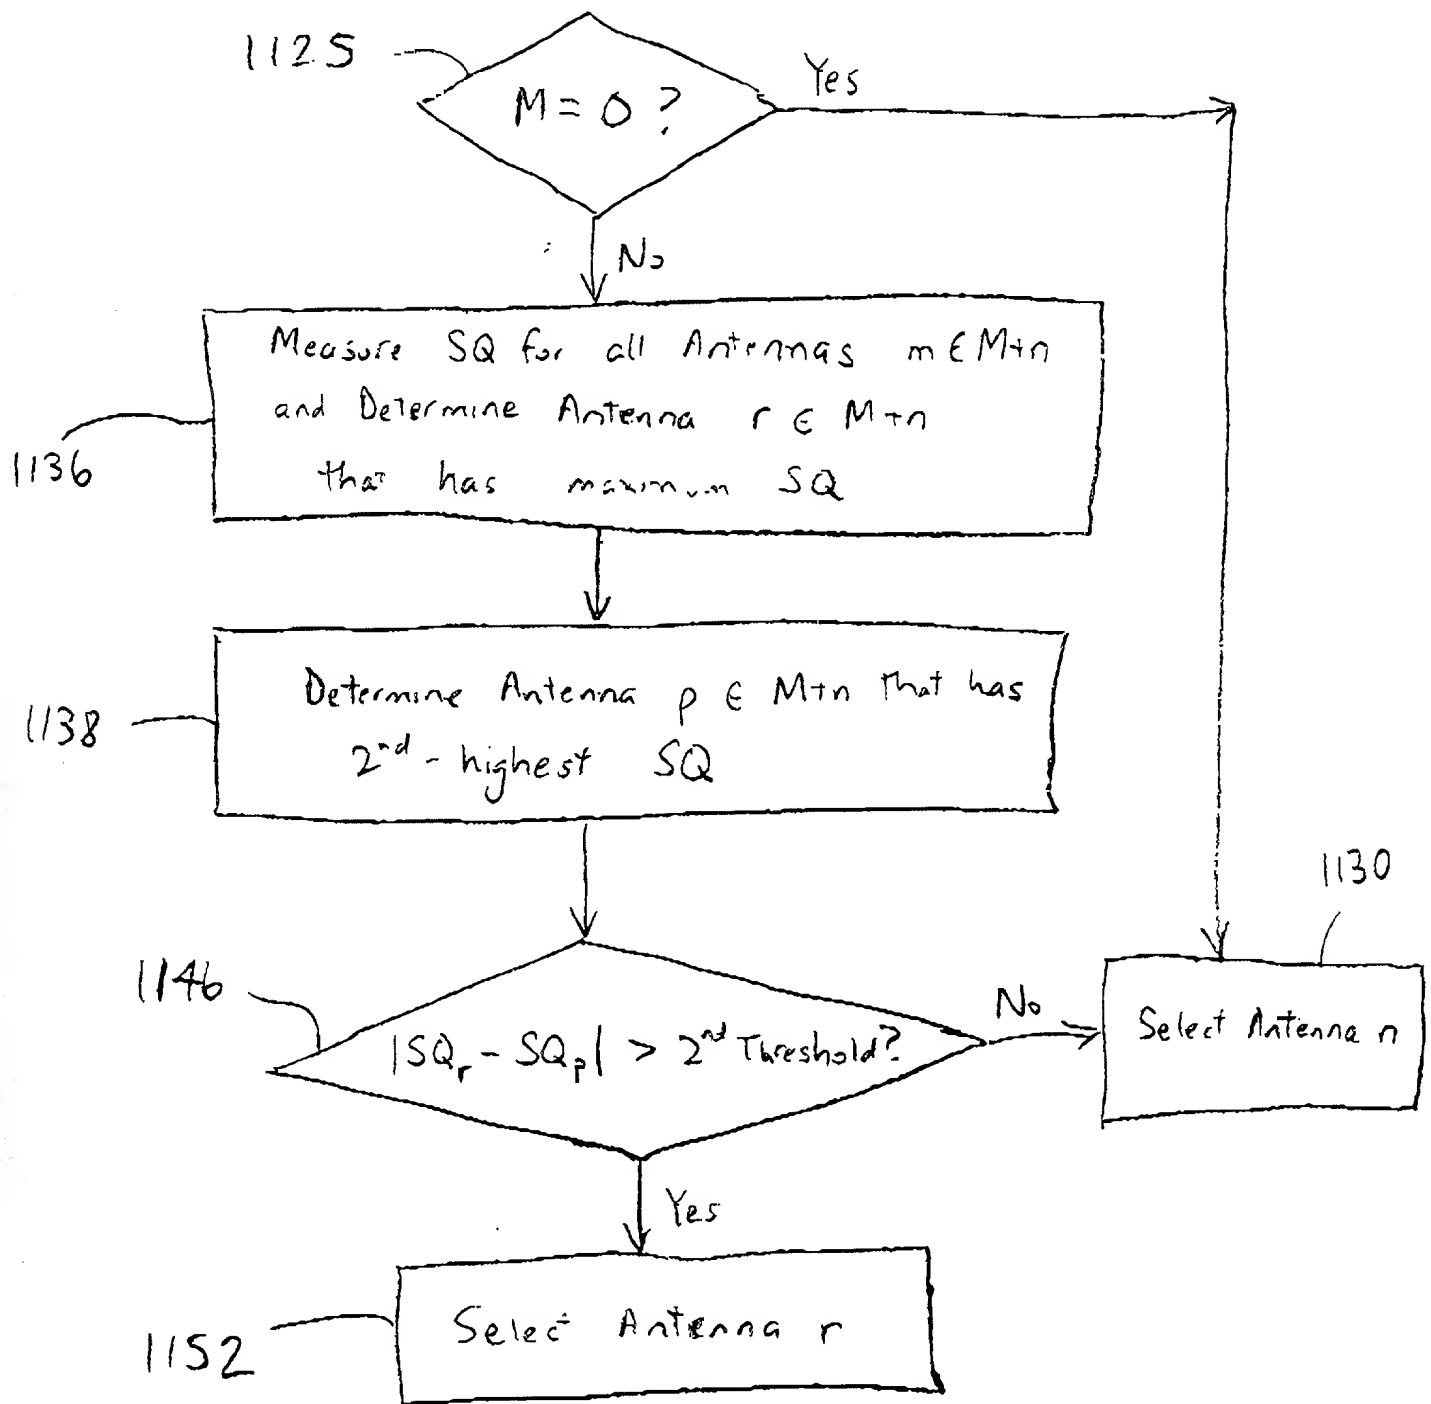 1125
M = 0 ?
Yes
No
Measure SQ for all Antennas m ∈ M+n
and Determine Antenna r ∈ M+n
that has maximum SQ
1136
Determine Antenna p ∈ M+n that has
2nd - highest SQ
1138
1130
1146
|SQr - SQp| > 2nd Threshold?
No
Select Antenna n
Yes
Select Antenna r
1152